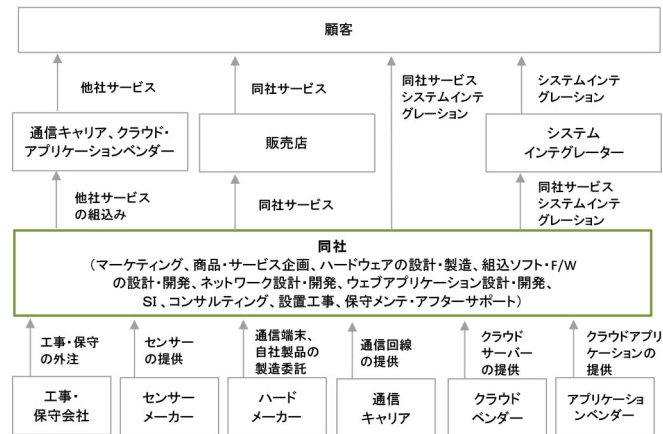 顧客
他社サービス
同社サービス
同社サービス
システムインテ
グレーション
システムインテ
グレーション
通信キャリア、クラウド・
アプリケーションベンダー
販売店
システム
インテグレーター
他社サービス
の組込み
同社サービス
同社サービス
システムインテ
グレーション
同社
（マーケティング、商品・サービス企画、ハードウェアの設計・製造、組込ソフト・F/W
の設計・開発、ネットワーク設計・開発、ウェブアプリケーション設計・開発、
SI、コンサルティング、設置工事、保守メンテ・アフターサポート）
工事・保守
の外注
センサー
の提供
通信端末、
自社製品の
製造委託
通信回線
の提供
クラウド
サーバー
の提供
クラウドアプリ
ケーションの
提供
工事・
保守会社
センサー
メーカー
ハード
メーカー
通信
キャリア
クラウド
ベンダー
アプリケーショ
ンベンダー